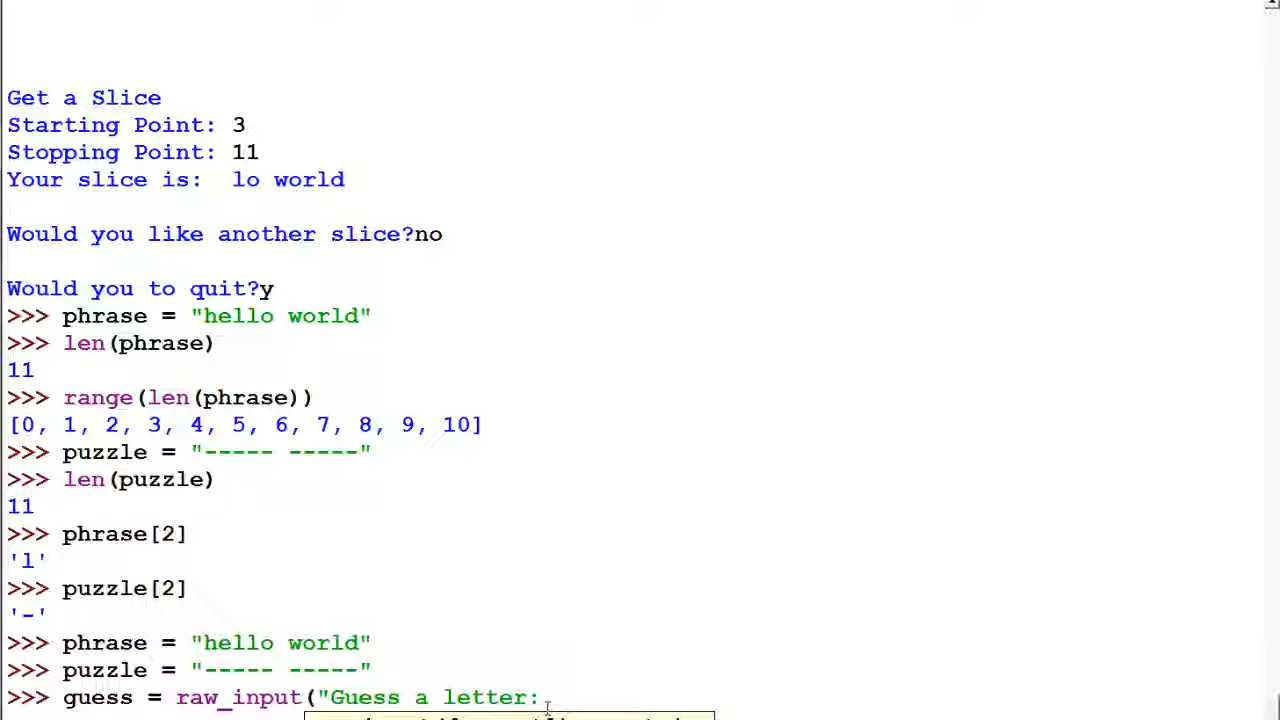 Get a Slice
Starting Point: 3
Stopping Point: 11
Your slice is:  lo world
Would you like another slice?no
Would you to quit?y
>>> phrase = "hello world"
>>> len(phrase)
11
>>> range(len(phrase))
[0, 1, 2, 3, 4, 5, 6, 7, 8, 9, 10]
>>> puzzle = "----- -----"
>>> len(puzzle)
11
>>> phrase[2]
'l'
>>> puzzle[2]
'-'
>>> phrase = "hello world"
>>> puzzle = "----- -----"
>>> guess = raw_input("Guess a letter: